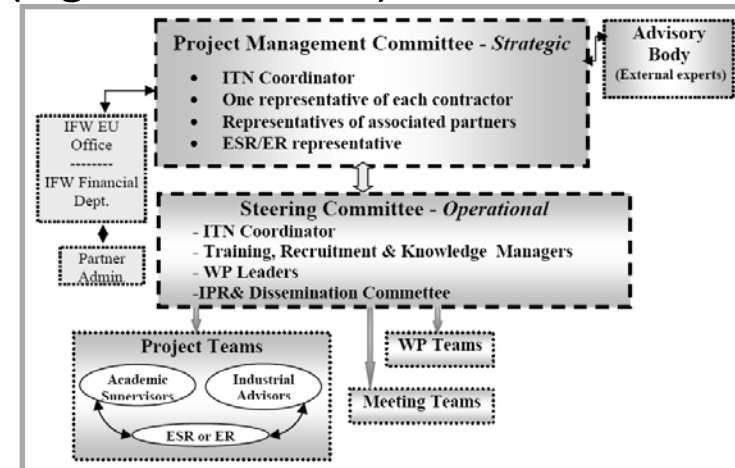 Project Management Committee - Strategic
• ITN Coordinator
• One representative of each contractor
• Representatives of associated partners
• ESR/ER representative
Advisory
Body
(External experts)
IFW EU
Office
--------
IFW Financial
Dept.
Partner
Admin
Steering Committee - Operational
- ITN Coordinator
- Training, Recruitment & Knowledge Managers
- WP Leaders
-IPR& Dissemination Committee
Project Teams
Academic
Supervisors
Industrial
Advisors
ESR or ER
WP Teams
Meeting Teams